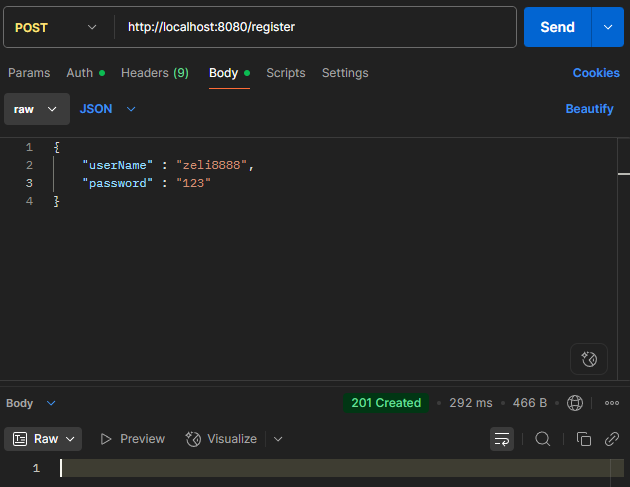 POST http://localhost:8080/register Send
Params Auth Headers (9) Body Scripts Settings Cookies
raw JSON Beautify
1 {
2 "userName" : "zeli8888",
3 "password" : "123"
4 }
Body 201 Created • 292 ms • 466 B •
Raw Preview Visualize
1